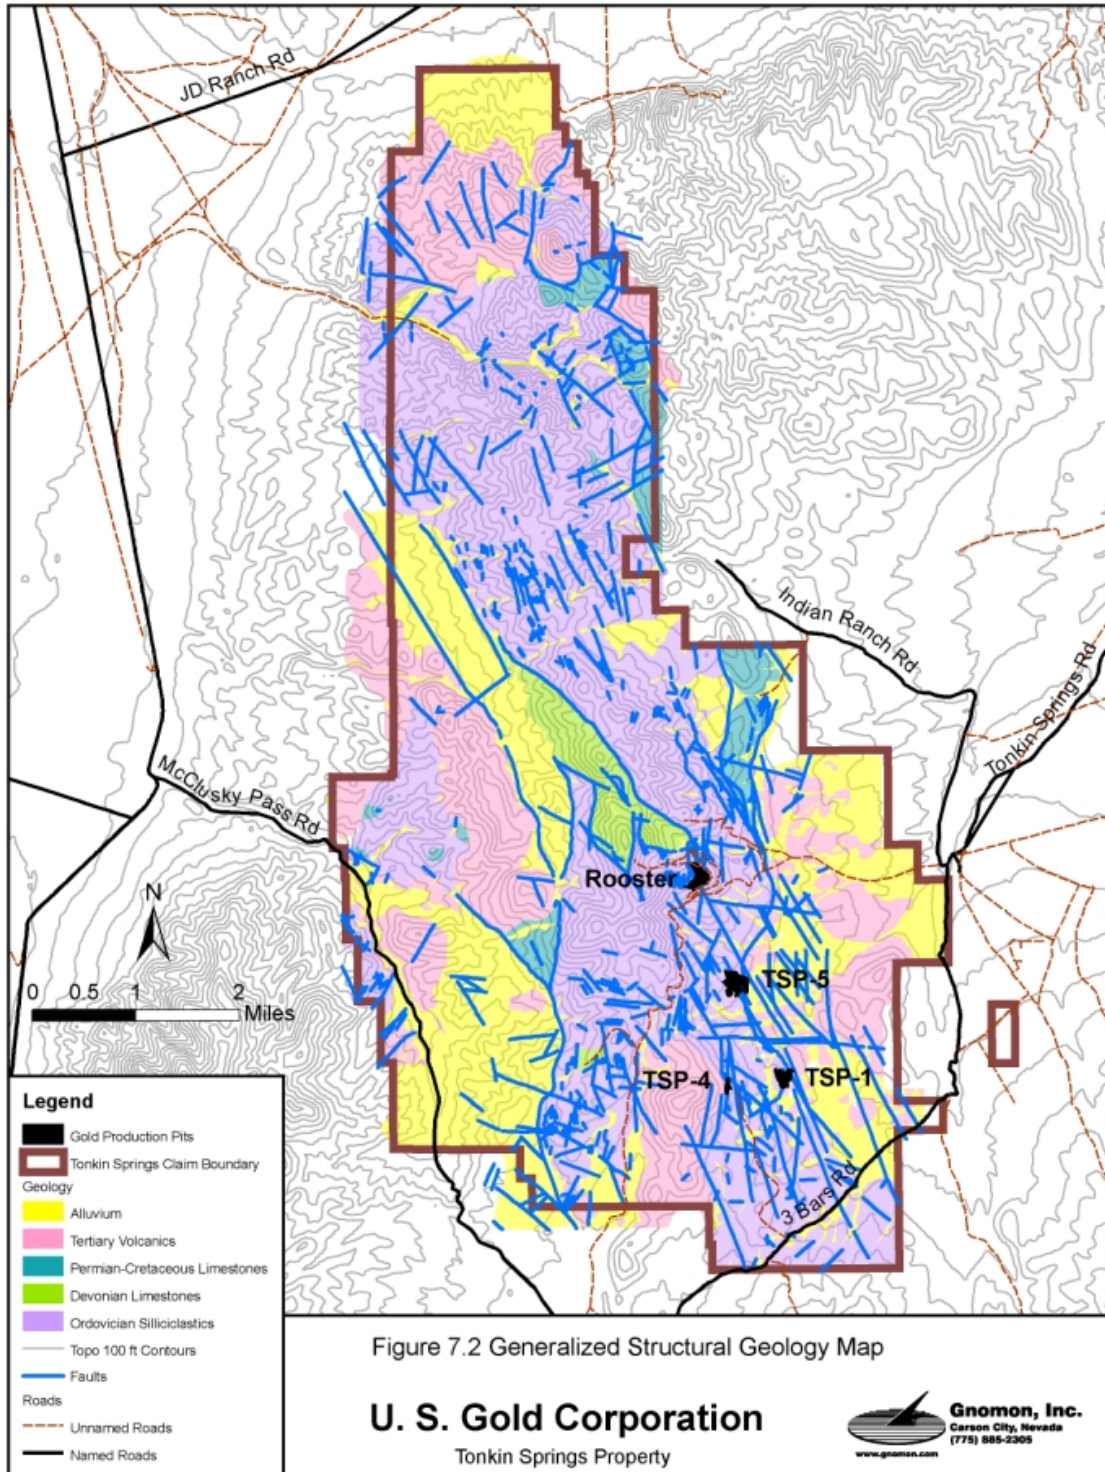 JD Ranch Rd
Indian Ranch Rd
Tonkin Springs Rd
McClusky Pass Rd
Rooster
N
TSP-5
0 0.5 1 2
Miles
TSP-4
TSP-1
3 Bars Rd
Legend
Gold Production Pits
Tonkin Springs Claim Boundary
Geology
Alluvium
Tertiary Volcanics
Permian-Cretaceous Limestones
Devonian Limestones
Ordovician Silliciclastics
Topo 100 ft Contours
Faults
Roads
Unnamed Roads
Named Roads
Figure 7.2 Generalized Structural Geology Map
U. S. Gold Corporation
Tonkin Springs Property
Gnomon, Inc.
Carson City, Nevada
(775) 885-2305
www.gnomon.com